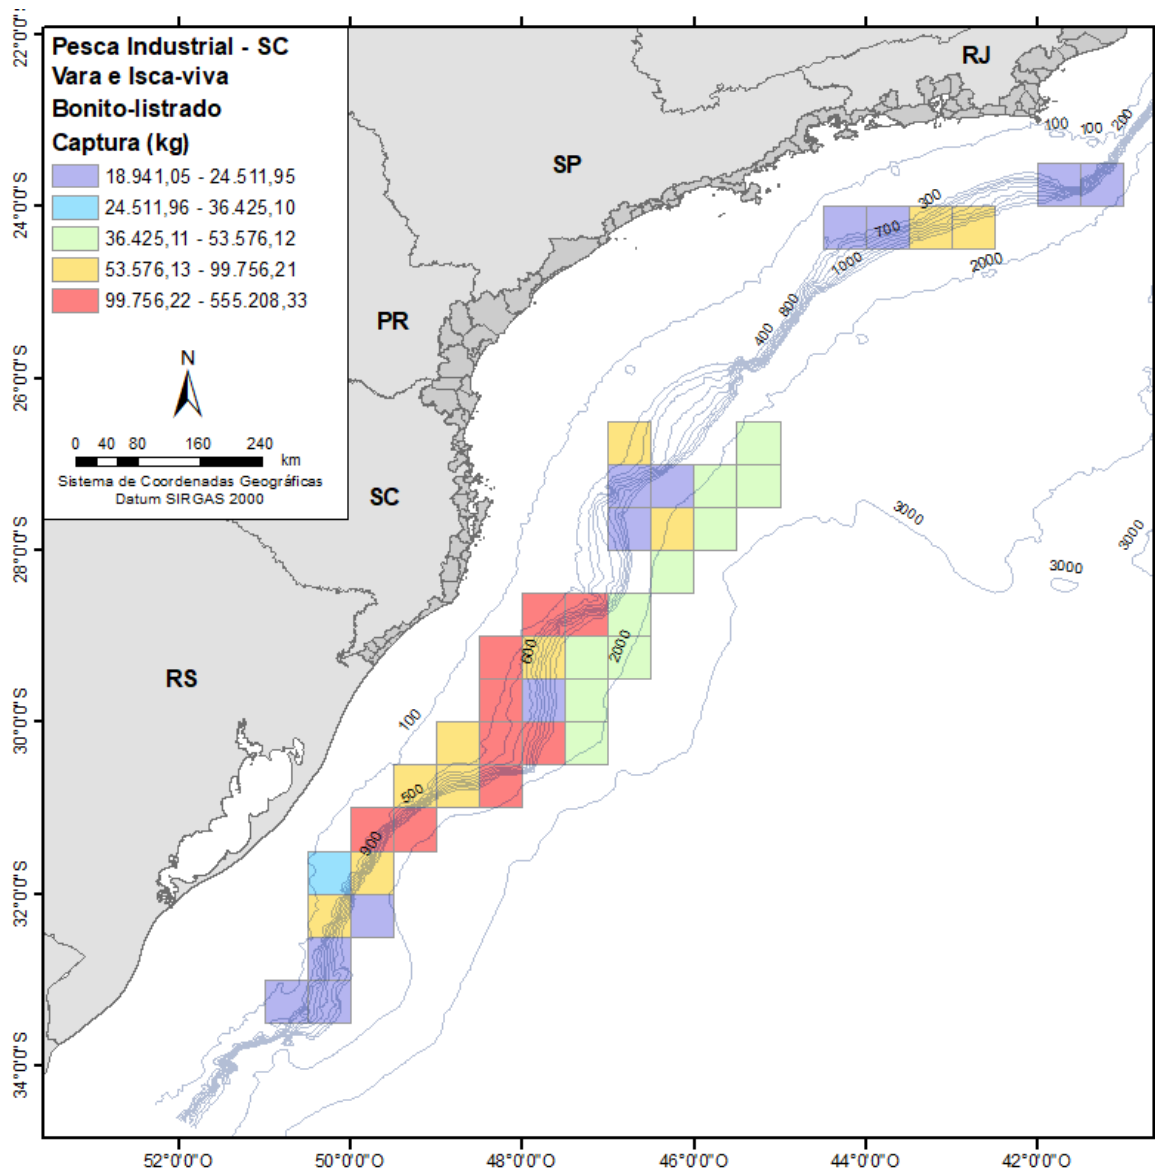 Pesca Industrial - SC
Vara e Isca-viva
Bonito-listrado
Captura (kg)
18.941,05 - 24.511,95
24.511,96 - 36.425,10
36.425,11 - 53.576,12
53.576,13 - 99.756,21
99.756,22 - 555.208,33
N
0 40 80 160 240
km
Sistema de Coordenadas Geográficas
Datum SIRGAS 2000
RJ
SP
PR
SC
RS
100
100
200
300
700
1000
2000
800
400
3000
3000
3000
600
2000
100
500
900
22°0'0"S
24°0'0"S
26°0'0"S
28°0'0"S
30°0'0"S
32°0'0"S
34°0'0"S
52°0'0"O
50°0'0"O
48°0'0"O
46°0'0"O
44°0'0"O
42°0'0"O